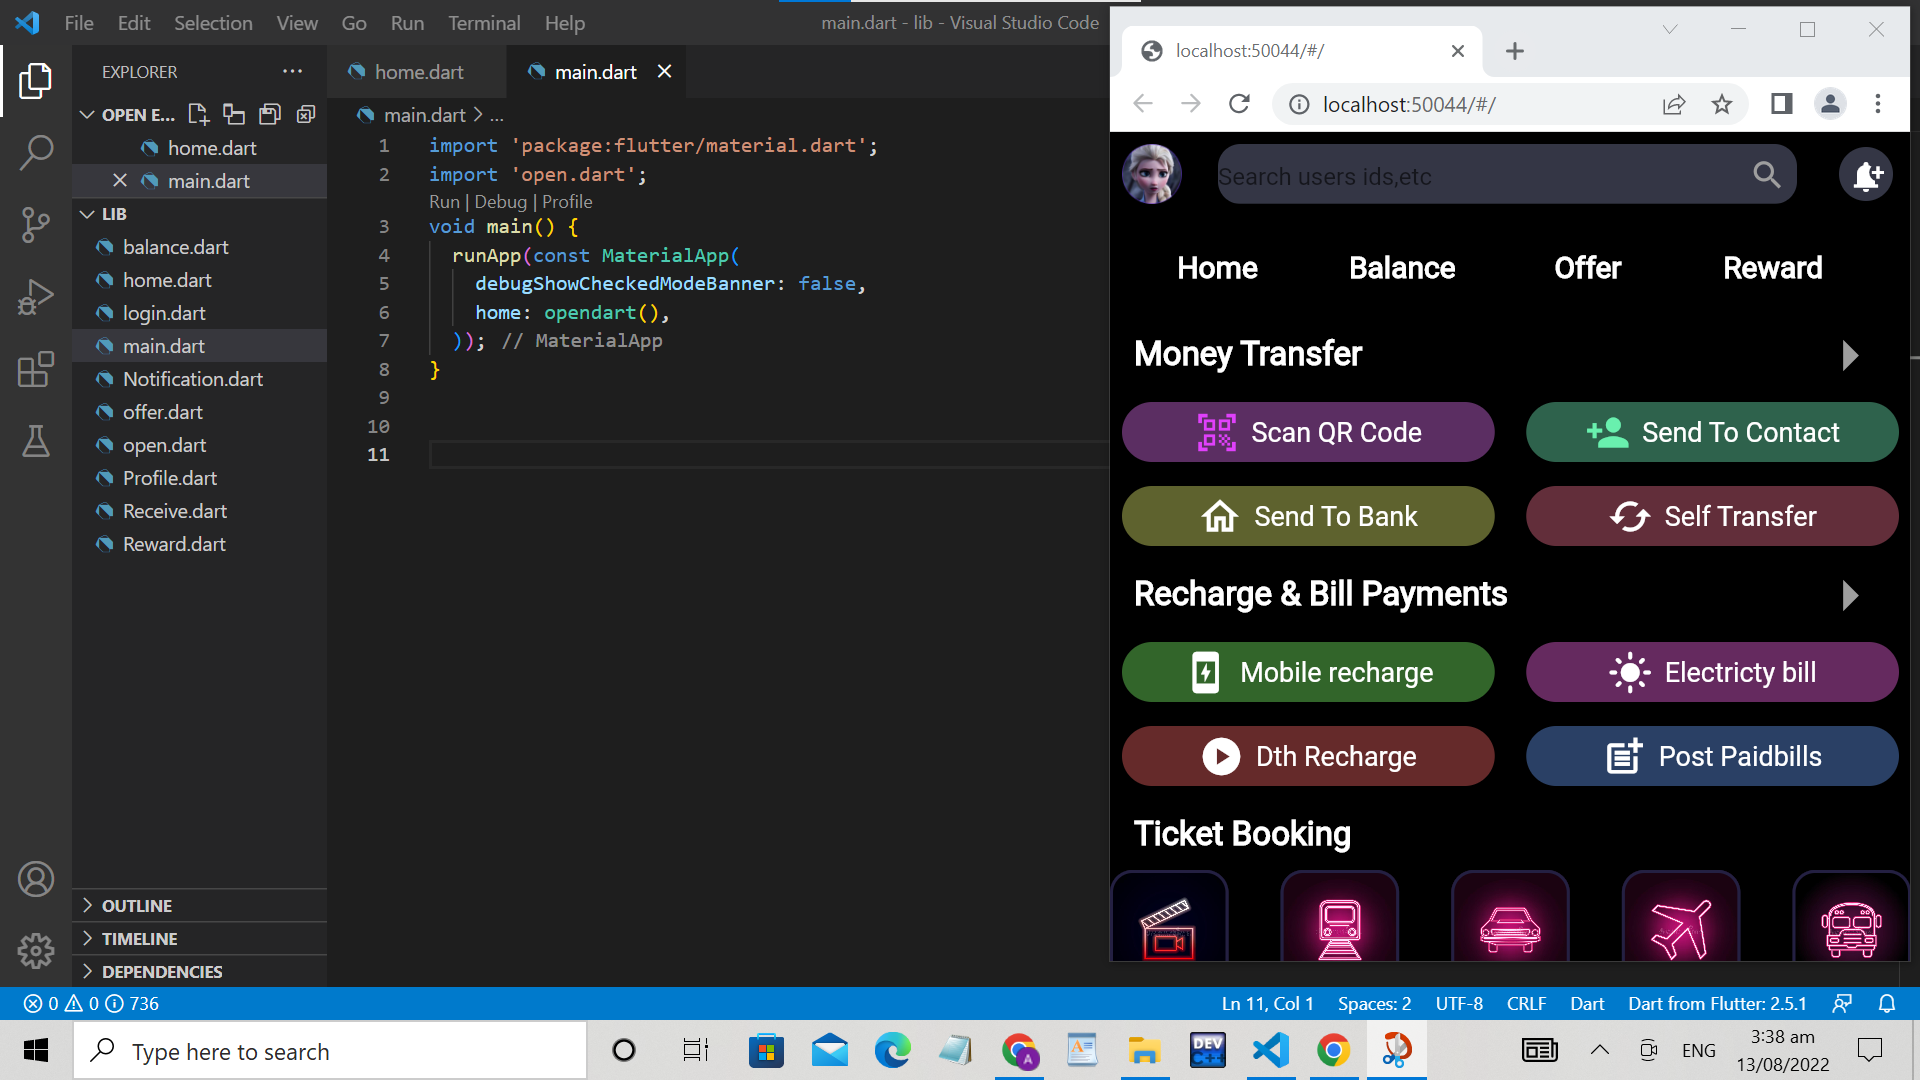 File Edit Selection View Go Run Terminal Help
main.dart - lib - Visual Studio Code
EXPLORER
OPEN E...
home.dart
main.dart
LIB
balance.dart
home.dart
login.dart
main.dart
Notification.dart
offer.dart
open.dart
Profile.dart
Receive.dart
Reward.dart
OUTLINE
TIMELINE
DEPENDENCIES
home.dart
main.dart
main.dart > ...
1 import 'package:flutter/material.dart';
2 import 'open.dart';
Run | Debug | Profile
3 void main() {
4 runApp(const MaterialApp(
5 debugShowCheckedModeBanner: false,
6 home: opendart(),
7 )); // MaterialApp
8 }
9
10
11
localhost:50044/#/
localhost:50044/#/
Search users ids,etc
Home Balance Offer Reward
Money Transfer
Scan QR Code
Send To Contact
Send To Bank
Self Transfer
Recharge & Bill Payments
Mobile recharge
Electricty bill
Dth Recharge
Post Paidbills
Ticket Booking
0 0 736
Ln 11, Col 1 Spaces: 2 UTF-8 CRLF Dart Dart from Flutter: 2.5.1
Type here to search
A
DEV
C++
ENG
3:38 am
13/08/2022